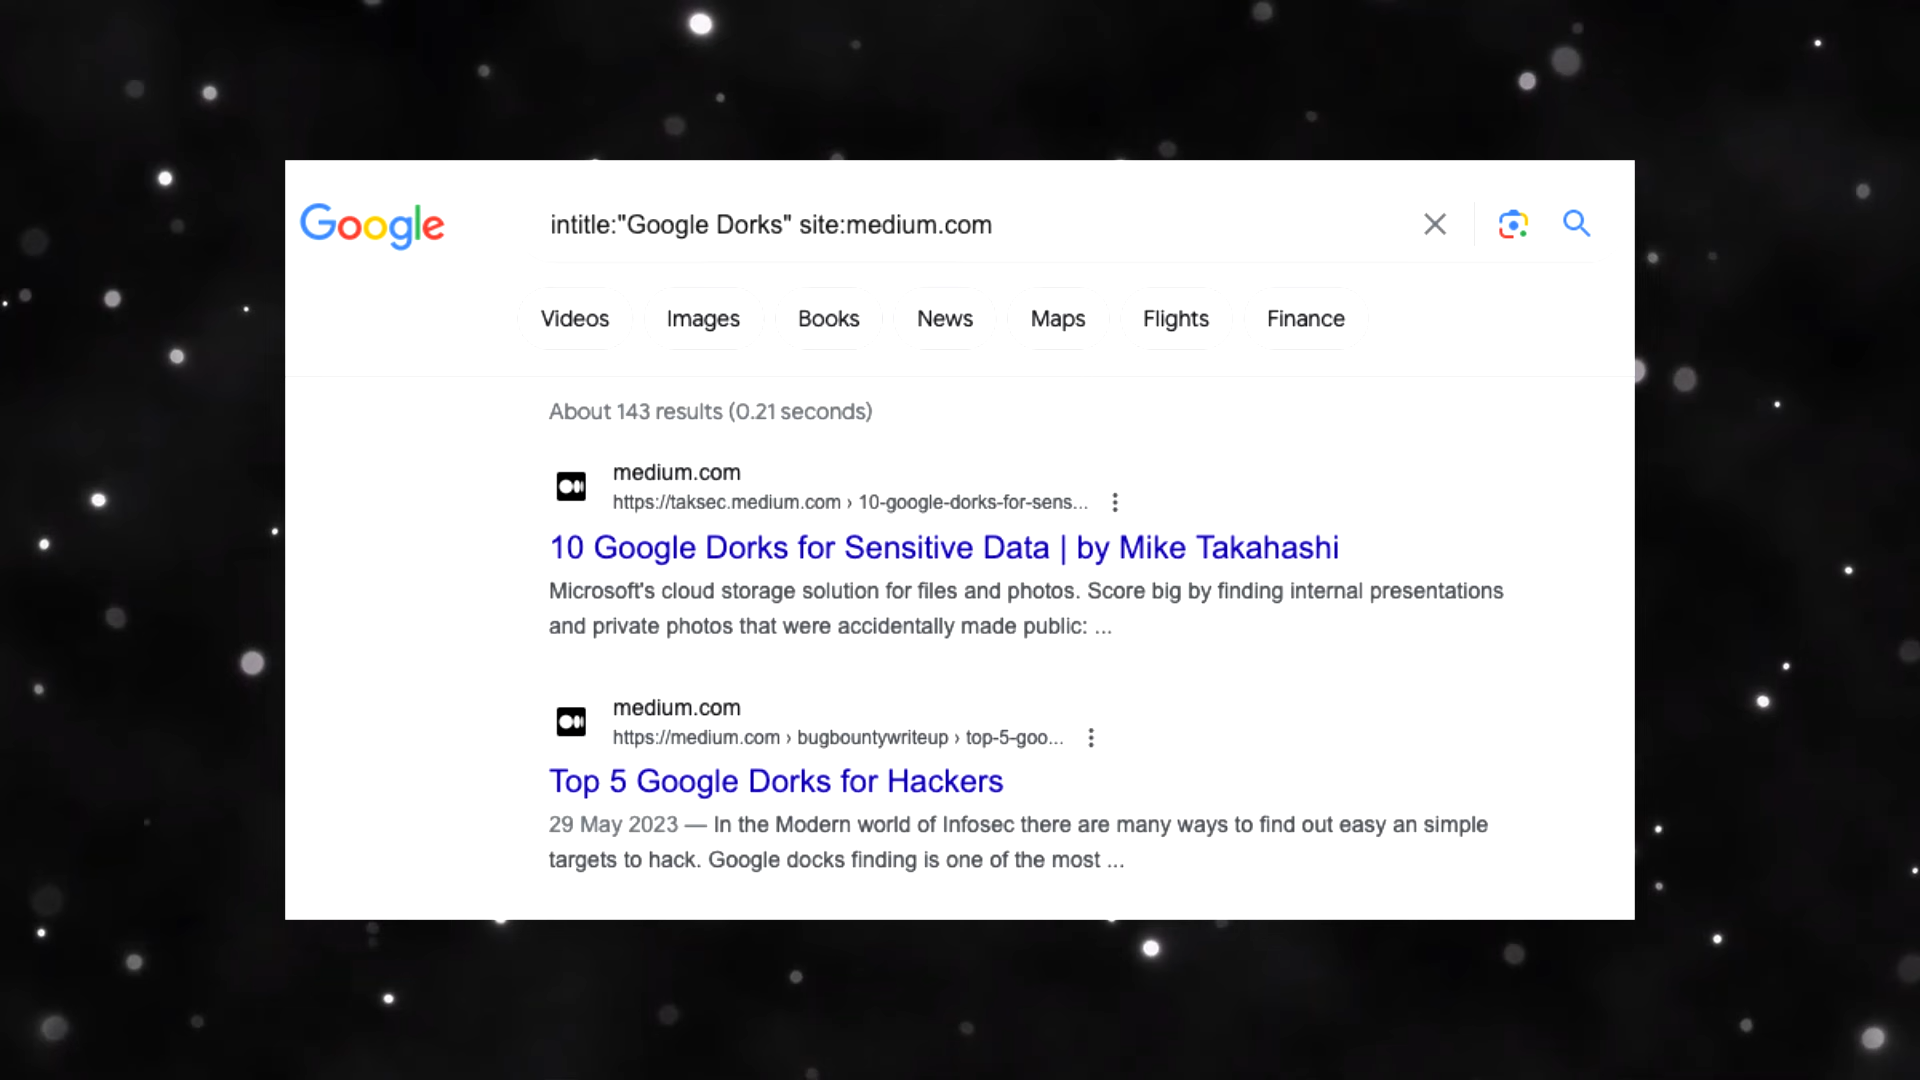 Google
intitle:"Google Dorks" site:medium.com
Videos Images Books News Maps Flights Finance
About 143 results (0.21 seconds)
medium.com
https://taksec.medium.com › 10-google-dorks-for-sens...
10 Google Dorks for Sensitive Data | by Mike Takahashi
Microsoft's cloud storage solution for files and photos. Score big by finding internal presentations
and private photos that were accidentally made public: ...
medium.com
https://medium.com › bugbountywriteup › top-5-goo...
Top 5 Google Dorks for Hackers
29 May 2023 — In the Modern world of Infosec there are many ways to find out easy an simple
targets to hack. Google docks finding is one of the most ...